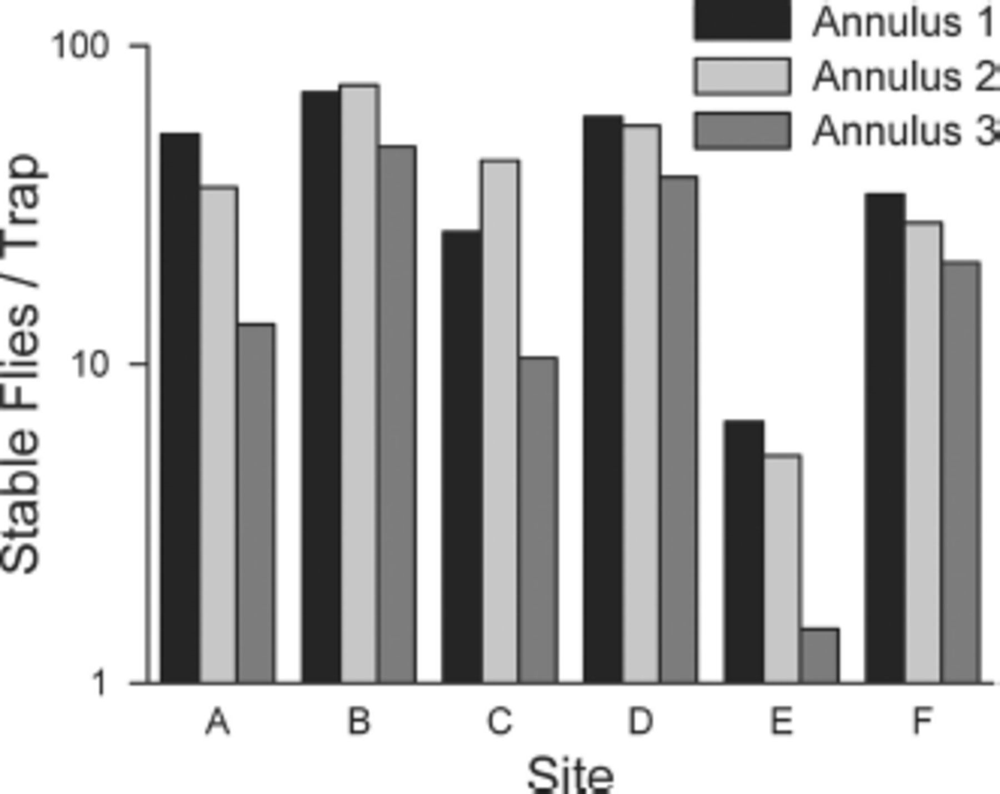 Annulus 1
Annulus 2
Annulus 3
Stable Flies / Trap
100
10
1
A B C D E F
Site